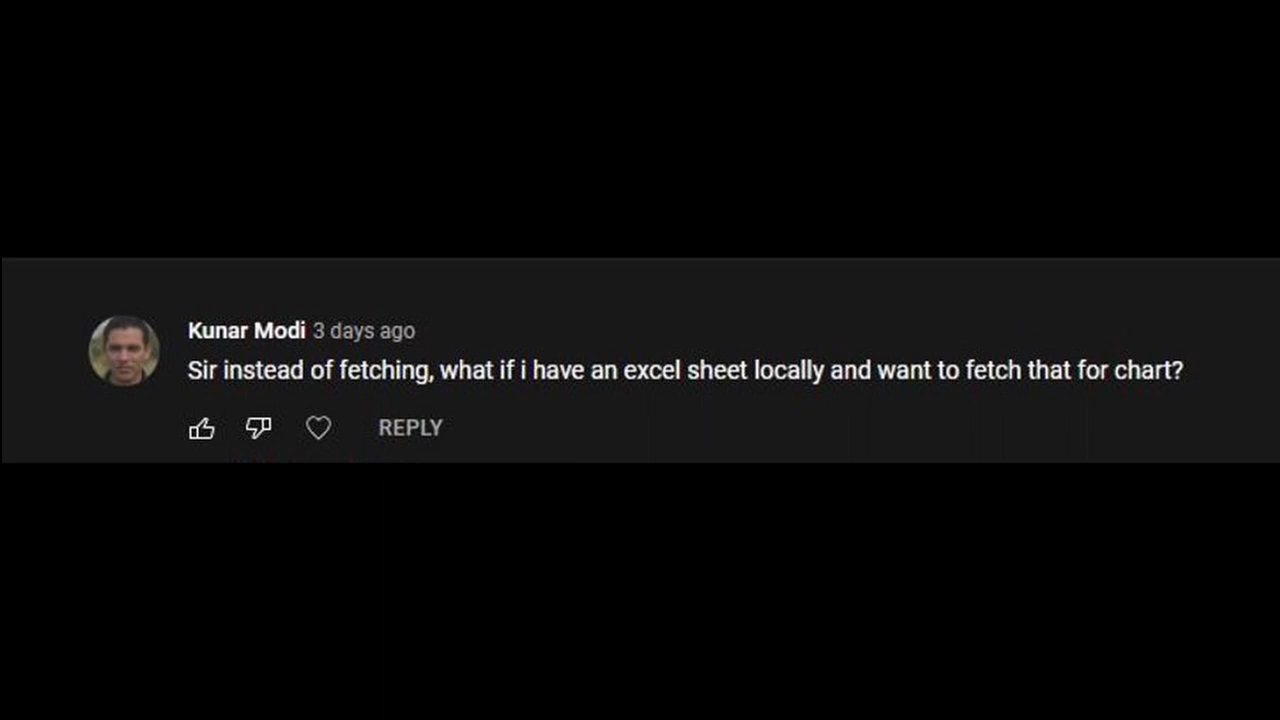 Kunar Modi 3 days ago
Sir instead of fetching, what if i have an excel sheet locally and want to fetch that for chart?
REPLY